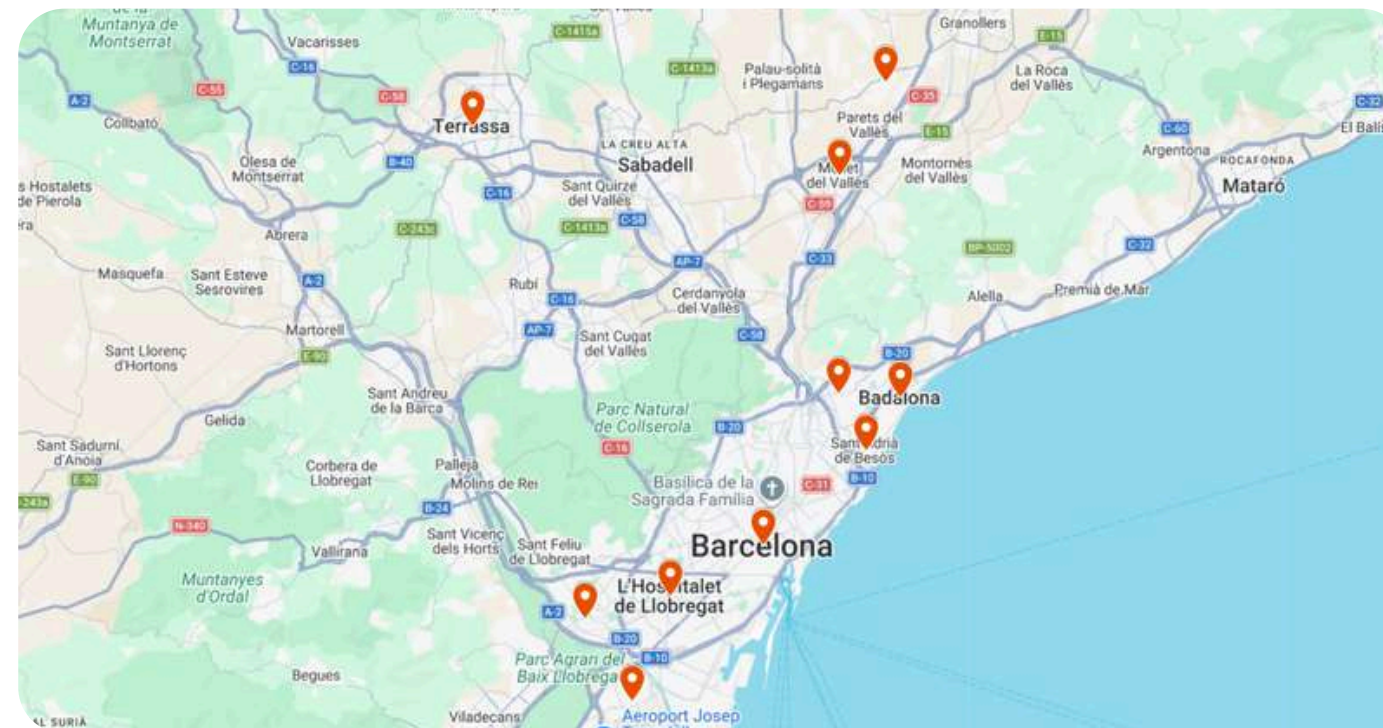 Muntanya de
Montserrat
Vacarisses
C-16
C-1415a
Granollers
E-15
C-55
A-2
C-58
C-1413a
Palau-solità
i Plegamans
La Roca
del Vallès
C-35
C-32
Collbató
Terrassa
Parets del
Vallès
E-15
C-60
El Bali
LA CREU ALTA
Sabadell
Argentona
ROCAFONDA
Olesa de
Montserrat
B-40
Montornès
del Vallès
del Vallès
Mataró
s Hostalets
de Pierola
C-16
Sant Quirze
del Vallès
C-59
C-243c
C-1413a
C-58
Abrera
BP-5002
C-32
AP-7
C-33
Masquefa
Sant Esteve
Sesrovires
A-2
Rubí
C-16
Cerdanyola
del Vallès
Alella
Premià de Mar
Martorell
AP-7
Sant Cugat
del Vallès
C-58
Sant Llorenç
d'Hortons
E-90
B-20
Sant Andreu
de la Barca
Badalona
Gelida
Parc Natural
de Collserola
B-20
Sant Sadurní
d'Anoia
C-16
de Besòs
E-90
Corbera de
Llobregat
Pallejà
Molins de Rei
Basílica de la
Sagrada Família
C-31
B-10
B-24
N-340
Sant Vicenç
dels Horts
Sant Feliu
de Llobregat
Barcelona
Vallirana
Muntanyes
d'Ordal
L'Hospitalet
de Llobregat
A-2
B-20
B-10
Parc Agrari del
Baix Llobregat
Begues
Viladecans
Aeroport Josep